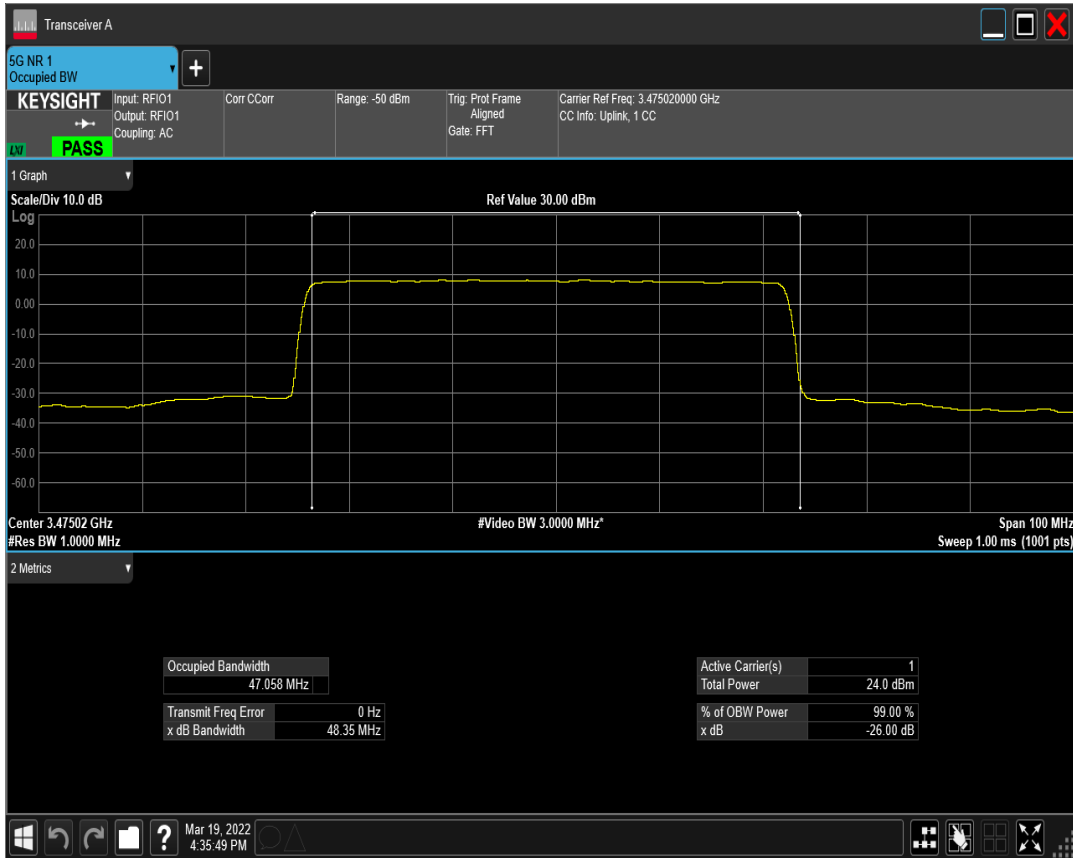 Transceiver A
5G NR 1
Occupied BW
+
KEYSIGHT
LXI
PASS
Input: RFIO1
Output: RFIO1
Coupling: AC
Corr CCorr
Range: -50 dBm
Trig: Prot Frame
Aligned
Gate: FFT
Carrier Ref Freq: 3.475020000 GHz
CC Info: Uplink, 1 CC
1 Graph
Scale/Div 10.0 dB
Ref Value 30.00 dBm
Log
20.0
10.0
0.00
-10.0
-20.0
-30.0
-40.0
-50.0
-60.0
Center 3.47502 GHz
#Video BW 3.0000 MHz*
Span 100 MHz
#Res BW 1.0000 MHz
Sweep 1.00 ms (1001 pts)
2 Metrics
Occupied Bandwidth
47.058 MHz
Transmit Freq Error 0 Hz
x dB Bandwidth 48.35 MHz
Active Carrier(s) 1
Total Power 24.0 dBm
% of OBW Power 99.00 %
x dB -26.00 dB
?
Mar 19, 2022
4:35:49 PM